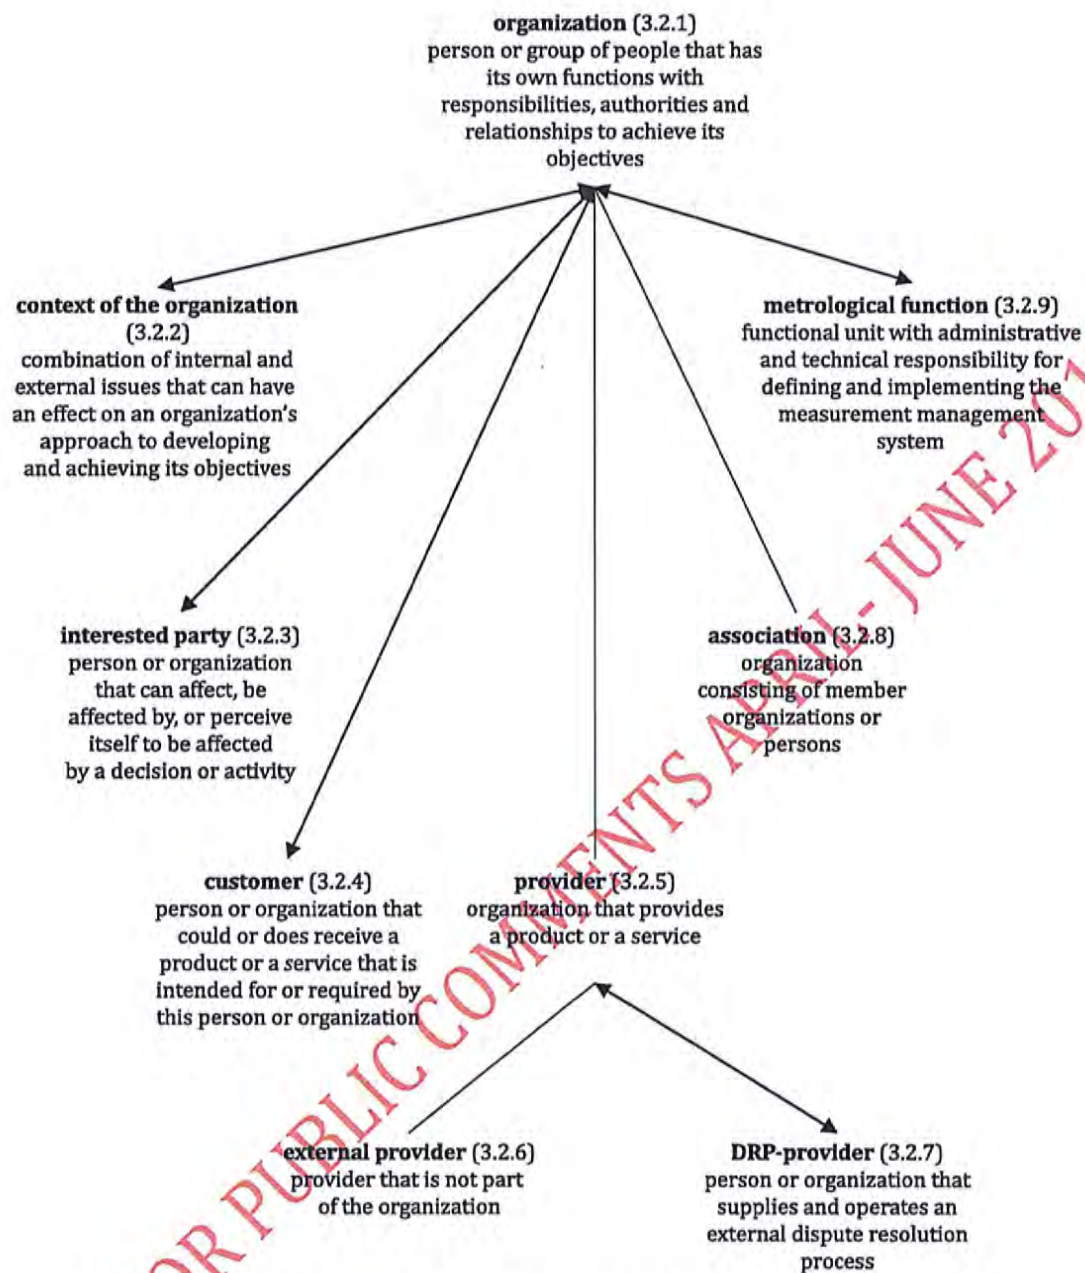 organization (3.2.1)
person or group of people that has
its own functions with
responsibilities, authorities and
relationships to achieve its
objectives
context of the organization
(3.2.2)
combination of internal and
external issues that can have
an effect on an organization's
approach to developing
and achieving its objectives
metrological function (3.2.9)
functional unit with administrative
and technical responsibility for
defining and implementing the
measurement management
system
interested party (3.2.3)
person or organization
that can affect, be
affected by, or perceive
itself to be affected
by a decision or activity
association (3.2.8)
organization
consisting of member
organizations or
persons
customer (3.2.4)
person or organization that
could or does receive a
product or a service that is
intended for or required by
this person or organization
provider (3.2.5)
organization that provides
a product or a service
external provider (3.2.6)
provider that is not part
of the organization
DRP-provider (3.2.7)
person or organization that
supplies and operates an
external dispute resolution
process
OR PUBLIC COMMENTS APRIL- JUNE 201